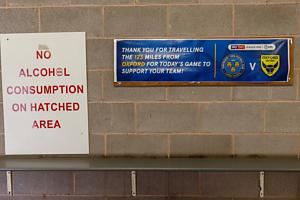 NO
ALCOHOL
CONSUMPTION
ON HATCHED
AREA
THANK YOU FOR TRAVELLING
THE 123 MILES FROM
OXFORD FOR TODAY'S GAME TO
SUPPORT YOUR TEAM!
V